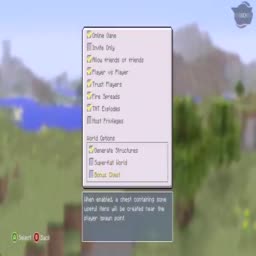 Online Game
Invite Only
Allow friends of friends
Player vs Player
Trust Players
Fire Spreads
TNT Explodes
Host Privileges
World Options
Generate Structures
Superflat World
Bonus Chest
When enabled, a chest containing some
useful items will be created near the
player spawn point.
A Select B Back